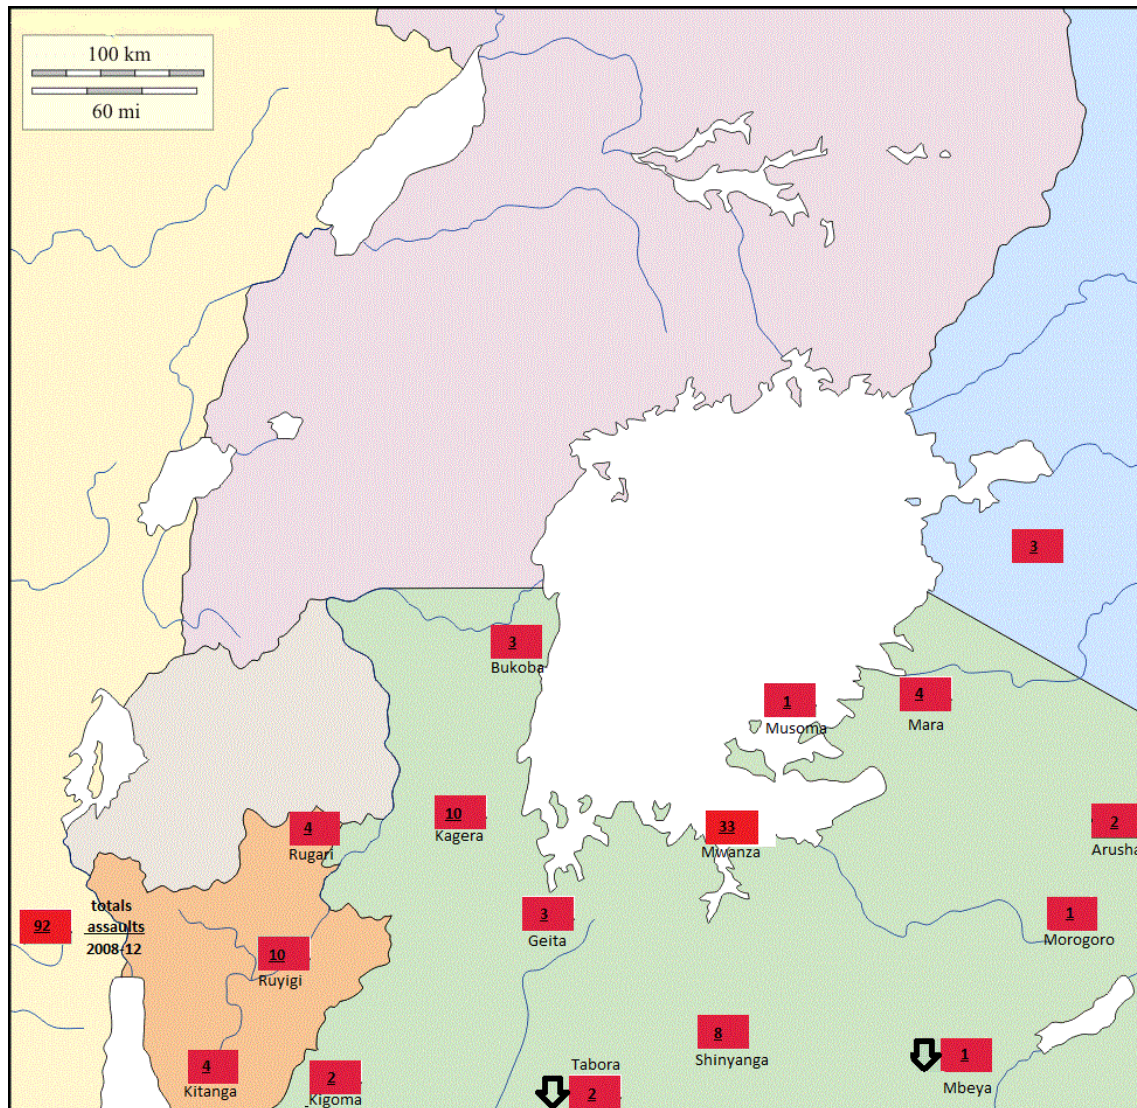 100 km
60 mi
3
3
Bukoba
1
Musoma
4
Mara
4
Rugari
10
Kagera
33
Mwanza
2
Arusha
92
totals
assaults
2008-12
3
Geita
1
Morogoro
10
Ruyigi
8
Shinyanga
1
Mbeya
4
Kitanga
2
Kigoma
Tabora
2